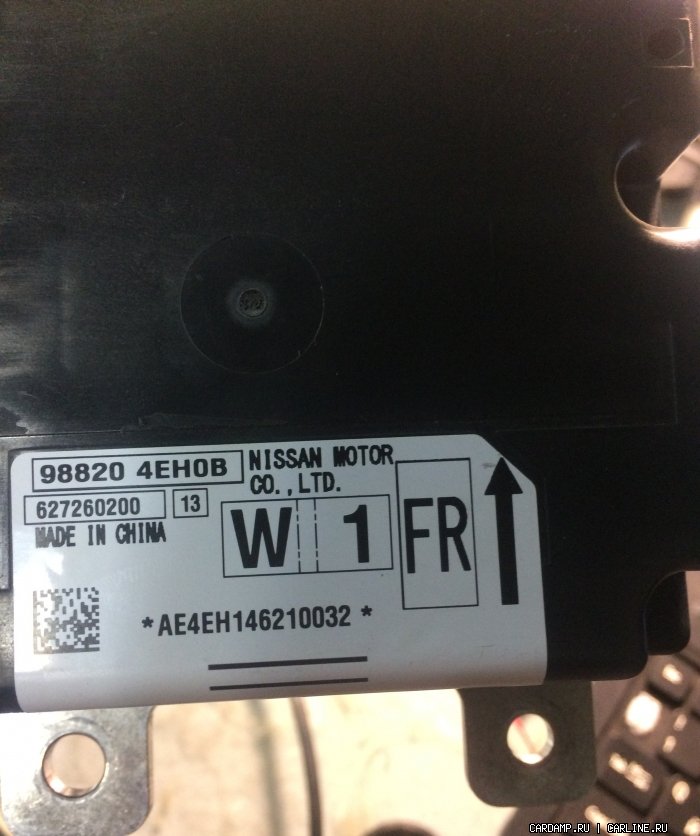 98820 4EH0B
NISSAN MOTOR
CO.,LTD.
627260200
13
MADE IN CHINA
W 1
FR
*AE4EH146210032 *
CARDAMP.RU | CARLINE.RU